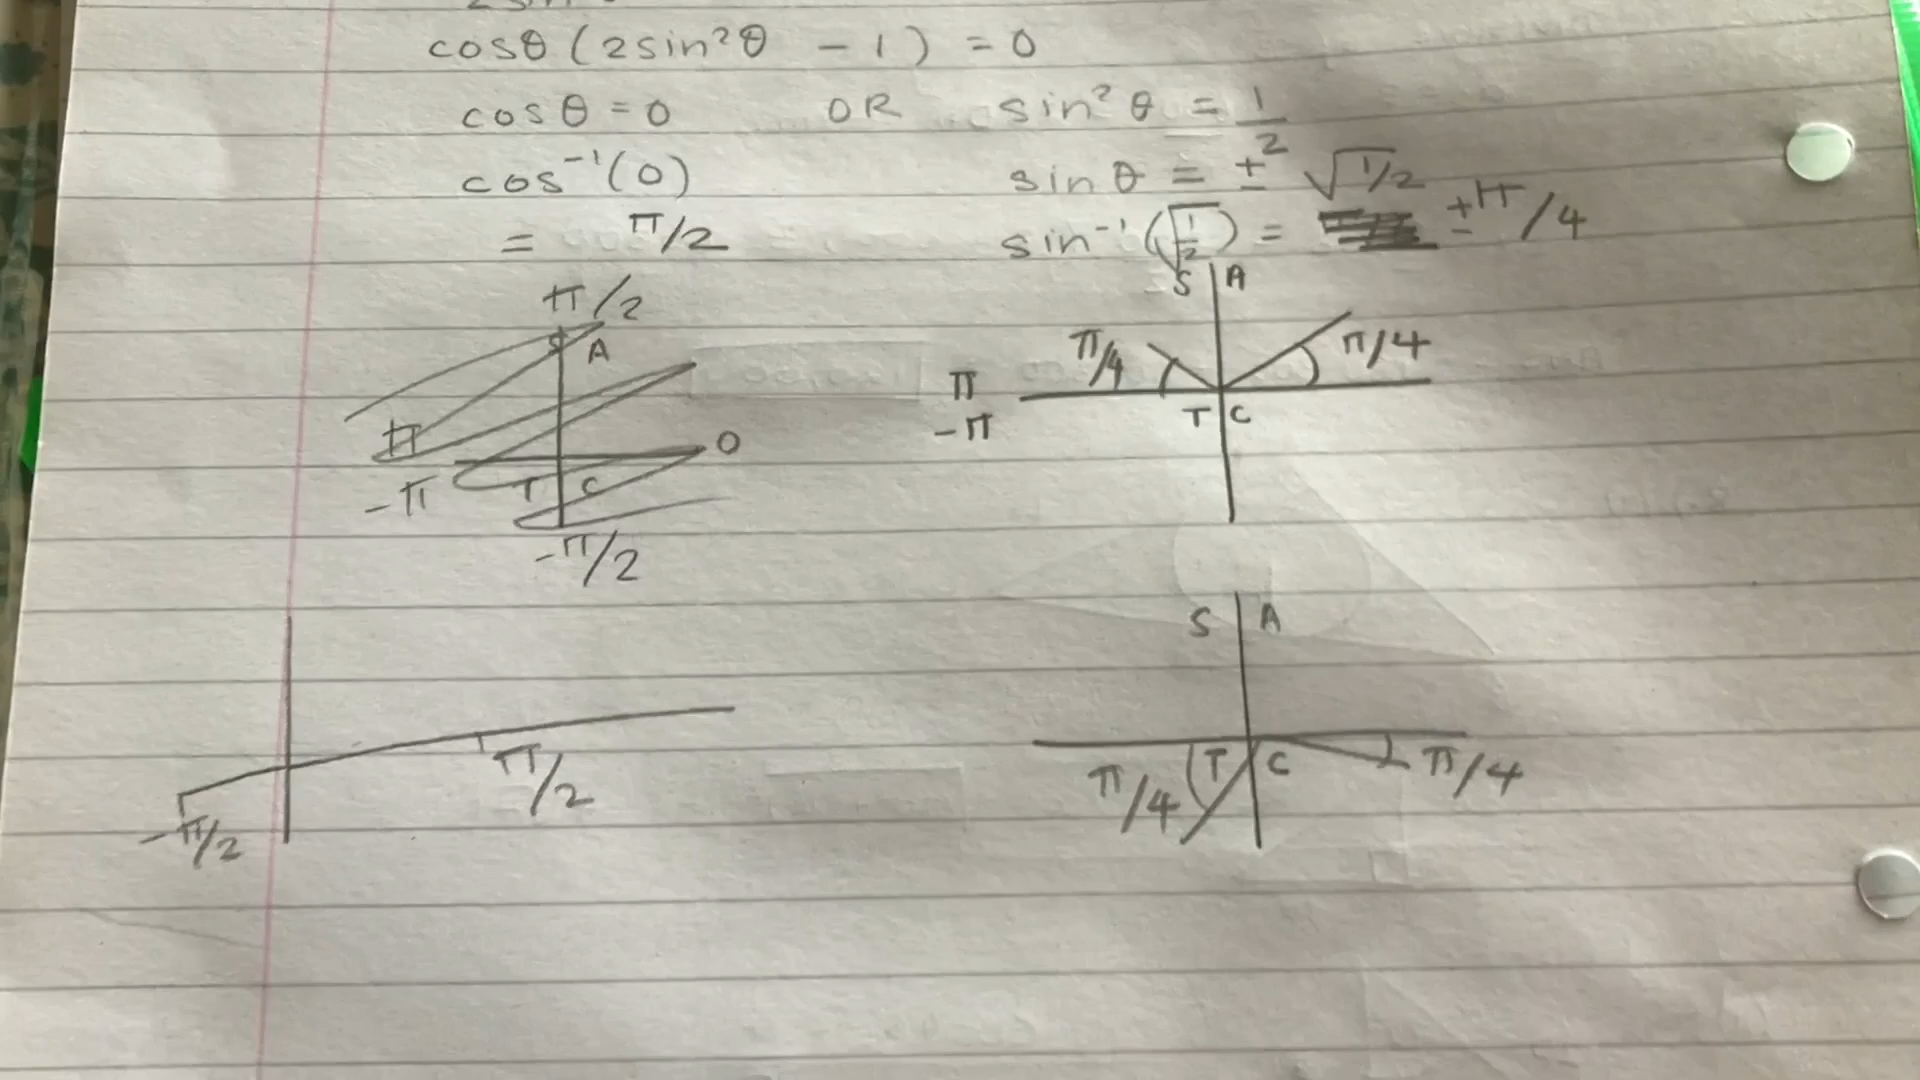 cosθ (2sin²θ - 1) = 0
cosθ = 0 OR sin²θ = 1/2
cos⁻¹(0) sinθ = ± √1/2
= π/2 sin⁻¹(√1/2) = ±π/4
π/2
S A
π O
-π T C
-π/2
S A
π/4 π/4
π
-π T C
S A
π/4 T C π/4
-π/2 π/2